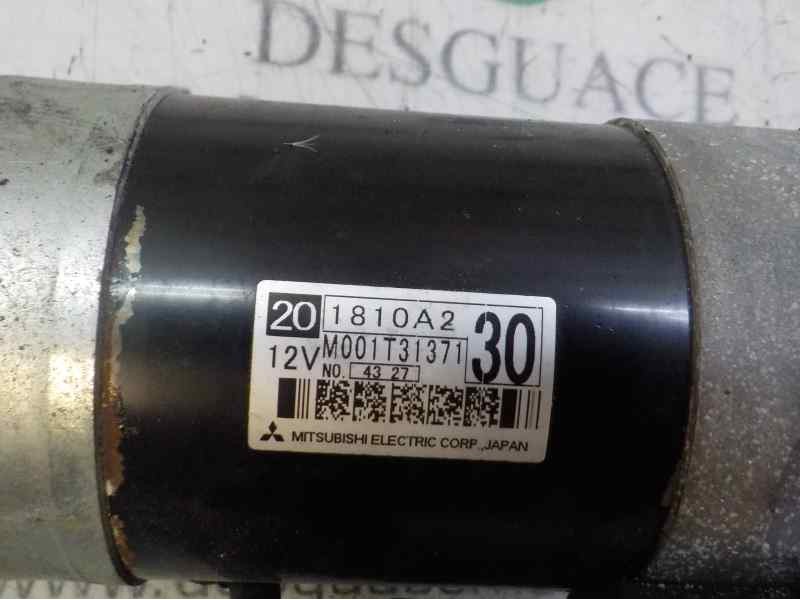 DESGUACE
20 1810A2 30
12V M001T31371
NO. 43 27
MITSUBISHI ELECTRIC CORP.,JAPAN